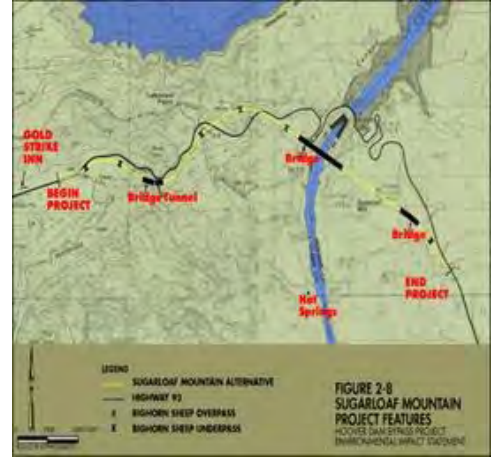 GOLD
STRIKE
INN
BEGIN
PROJECT
Bridge
Tunnel
Bridge
Bridge
Hot
Springs
END
PROJECT
LEGEND
SUGARLOAF MOUNTAIN ALTERNATIVE
HIGHWAY 93
BIGHORN SHEEP OVERPASS
BIGHORN SHEEP UNDERPASS
FIGURE 2-8
SUGARLOAF MOUNTAIN
PROJECT FEATURES
HOOVER DAM BYPASS PROJECT
ENVIRONMENTAL IMPACT STATEMENT